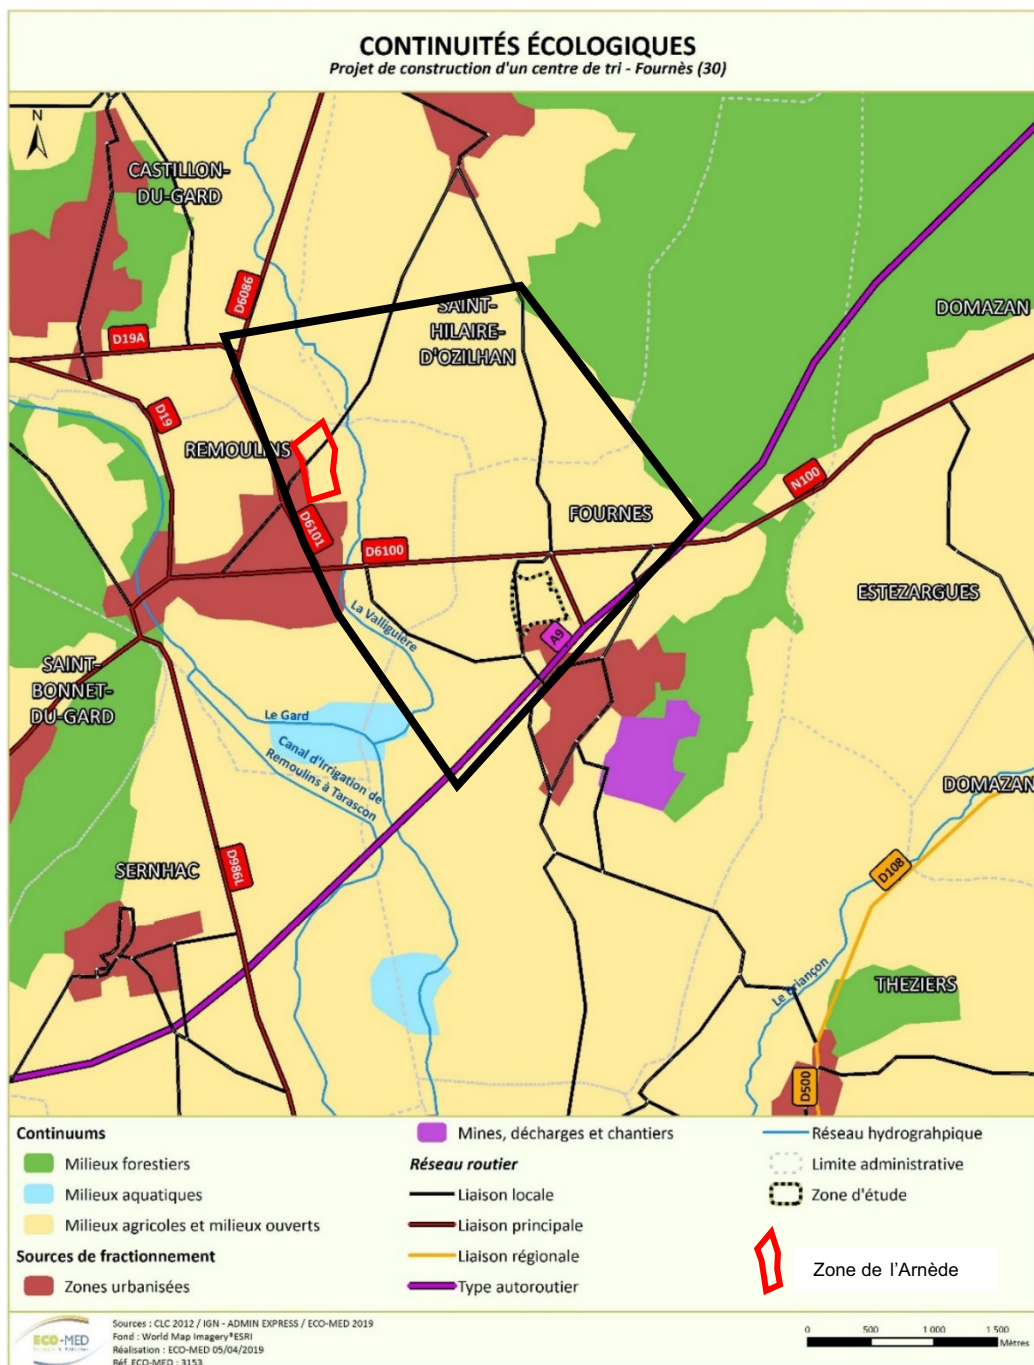 CONTINUITÉS ÉCOLOGIQUES
Projet de construction d'un centre de tri - Fournès (30)
N
CASTILLON-
DU-GARD
D6086
SAINT-
HILAIRE-
D'OZILHAN
DOMAZAN
D19A
D19
REMOULINS
N100
D6101
FOURNES
D6100
ESTEZARGUES
La Valliguière
A9
SAINT-
BONNET-
DU-GARD
Le Gard
Canal d'Irrigation de
Remoulins à Tarascon
DOMAZAN
SERNHAC
D986L
D108
Le Briançon
THEZIERS
D500
Continuums
Milieux forestiers
Milieux aquatiques
Milieux agricoles et milieux ouverts
Sources de fractionnement
Zones urbanisées
Mines, décharges et chantiers
Réseau routier
Liaison locale
Liaison principale
Liaison régionale
Type autoroutier
Réseau hydrograhpique
Limite administrative
Zone d'étude
Zone de l'Arnède
ECO-MED
Sources : CLC 2012 / IGN - ADMIN EXPRESS / ECO-MED 2019
Fond : World Map Imagery®ESRI
Réalisation : ECO-MED 05/04/2019
Réf. ECO-MED : 3153
0 500 1 000 1 500
Mètres